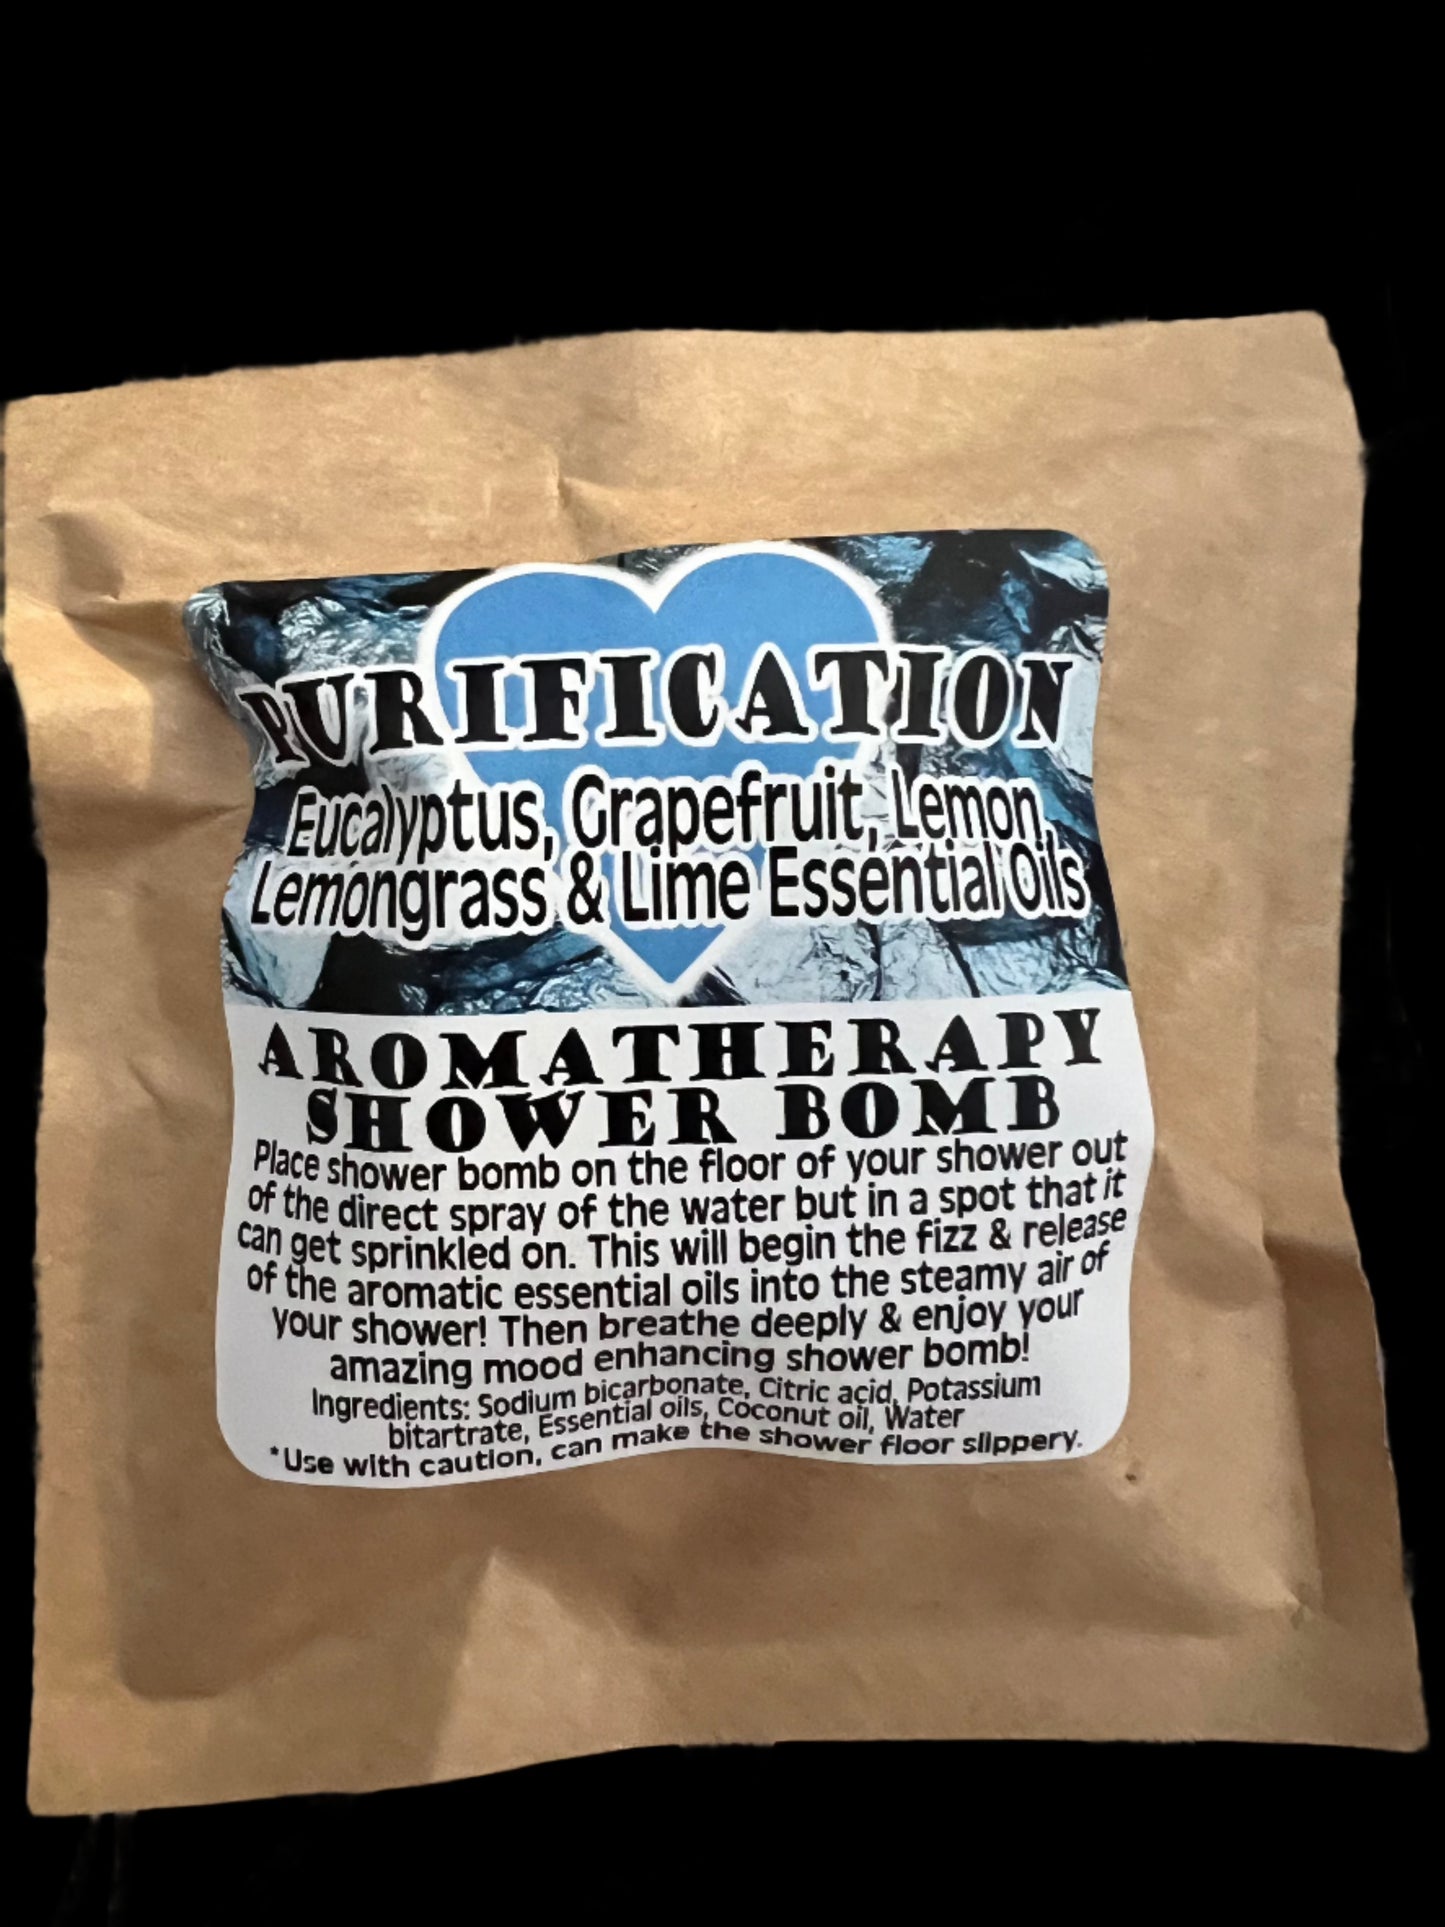 PURIFICATION
Eucalyptus, Grapefruit, Lemon,
Lemongrass & Lime Essential Oils
AROMATHERAPY
SHOWER BOMB
Place shower bomb on the floor of your shower out
of the direct spray of the water but in a spot that it
can get sprinkled on. This will begin the fizz & release
of the aromatic essential oils into the steamy air of
your shower! Then breathe deeply & enjoy your
amazing mood enhancing shower bomb!
Ingredients: Sodium bicarbonate, Citric acid, Potassium
bitartrate, Essential oils, Coconut oil, Water
*Use with caution, can make the shower floor slippery.